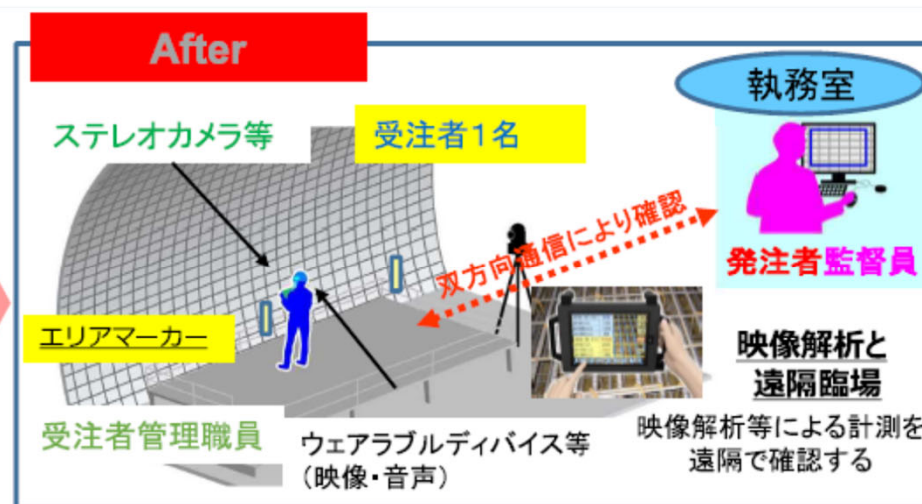 After
執務室
ステレオカメラ等
受注者1名
双方向通信により確認
発注者監督員
エリアマーカー
映像解析と
遠隔臨場
受注者管理職員
ウェアラブルディバイス等
(映像・音声)
映像解析等による計測を
遠隔で確認する